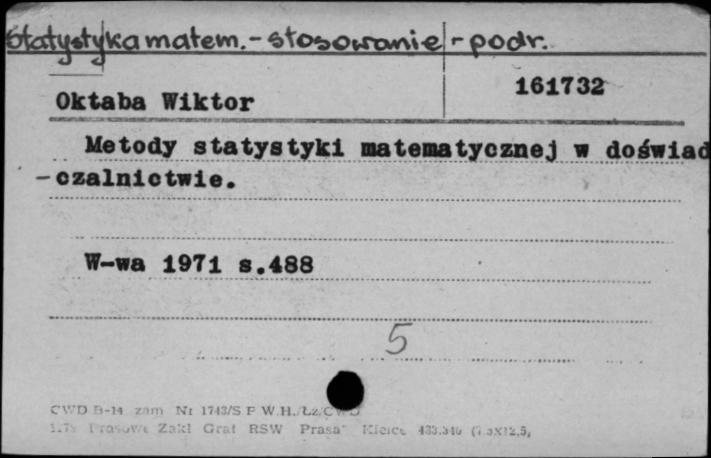 Statystyka matem. - stosowanie - podr.
161732
Oktaba Wiktor
Metody statystyki matematycznej w doświad
-czalnictwie.
W-wa 1971 s.488
5
CWD B-14 zam Nr 1743/S F W.H.
Prasowe Zakł Graf RSW Prasa Kielce